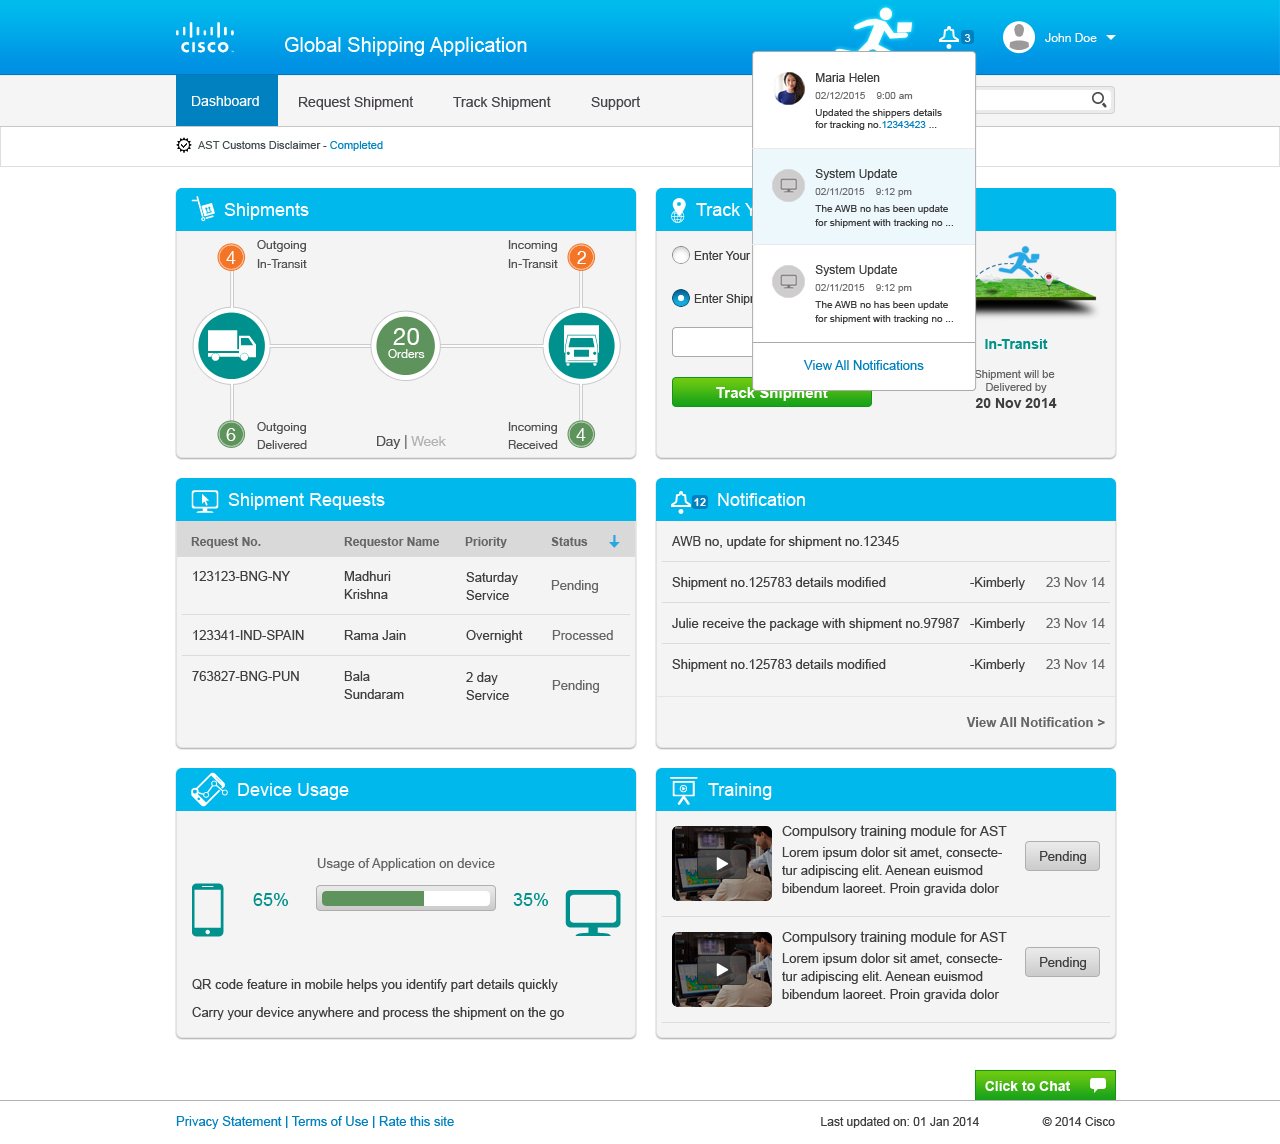 CISCO
Global Shipping Application
3
John Doe
Dashboard
Request Shipment
Track Shipment
Support
AST Customs Disclaimer - Completed
Maria Helen
02/12/2015 9:00 am
Updated the shippers details
for tracking no.12343423 ...
System Update
02/11/2015 9:12 pm
The AWB no has been update
for shipment with tracking no ...
System Update
02/11/2015 9:12 pm
The AWB no has been update
for shipment with tracking no ...
View All Notifications
Shipments
4
Outgoing
In-Transit
Incoming
In-Transit
2
20
Orders
6
Outgoing
Delivered
Day | Week
Incoming
Received
4
Track Y
Enter Your
Enter Ship
Track Shipment
In-Transit
Shipment will be
Delivered by
20 Nov 2014
Shipment Requests
Request No. Requestor Name Priority Status
123123-BNG-NY
Madhuri
Krishna
Saturday
Service
Pending
123341-IND-SPAIN Rama Jain Overnight Processed
763827-BNG-PUN
Bala
Sundaram
2 day
Service
Pending
12 Notification
AWB no, update for shipment no.12345
Shipment no.125783 details modified -Kimberly 23 Nov 14
Julie receive the package with shipment no.97987 -Kimberly 23 Nov 14
Shipment no.125783 details modified -Kimberly 23 Nov 14
View All Notification >
Device Usage
Usage of Application on device
65%
35%
QR code feature in mobile helps you identify part details quickly
Carry your device anywhere and process the shipment on the go
Training
Compulsory training module for AST
Lorem ipsum dolor sit amet, consecte-
tur adipiscing elit. Aenean euismod
bibendum laoreet. Proin gravida dolor
Pending
Compulsory training module for AST
Lorem ipsum dolor sit amet, consecte-
tur adipiscing elit. Aenean euismod
bibendum laoreet. Proin gravida dolor
Pending
Click to Chat
Privacy Statement | Terms of Use | Rate this site
Last updated on: 01 Jan 2014
© 2014 Cisco